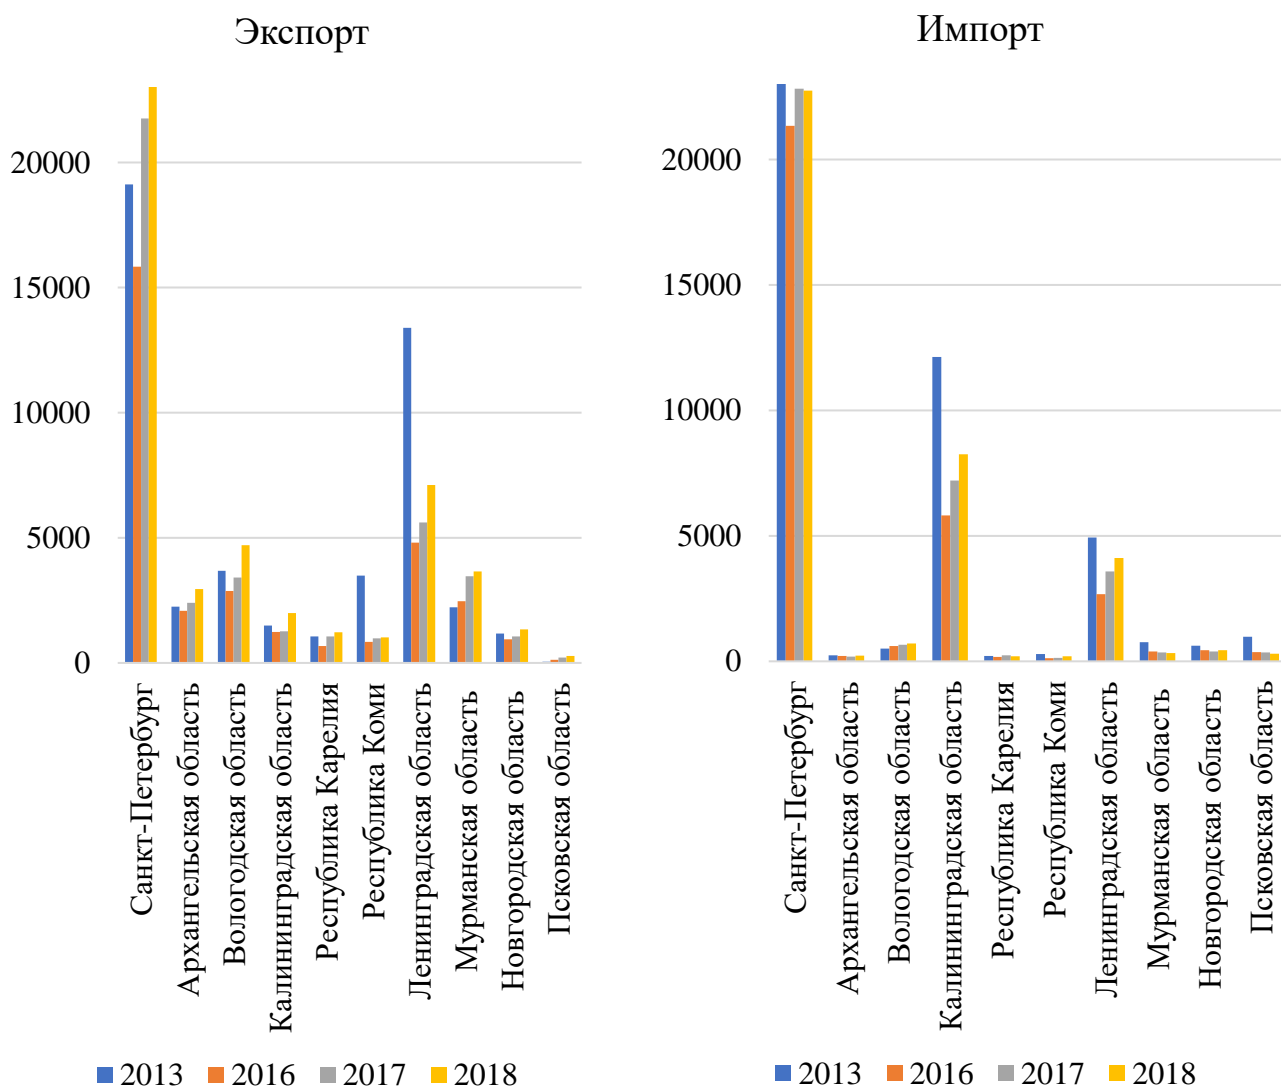 Экспорт
20000
15000
10000
5000
0
Санкт-Петербург
Архангельская область
Вологодская область
Калининградская область
Республика Карелия
Республика Коми
Ленинградская область
Мурманская область
Новгородская область
Псковская область
2013 2016 2017 2018
Импорт
20000
15000
10000
5000
0
Санкт-Петербург
Архангельская область
Вологодская область
Калининградская область
Республика Карелия
Республика Коми
Ленинградская область
Мурманская область
Новгородская область
Псковская область
2013 2016 2017 2018